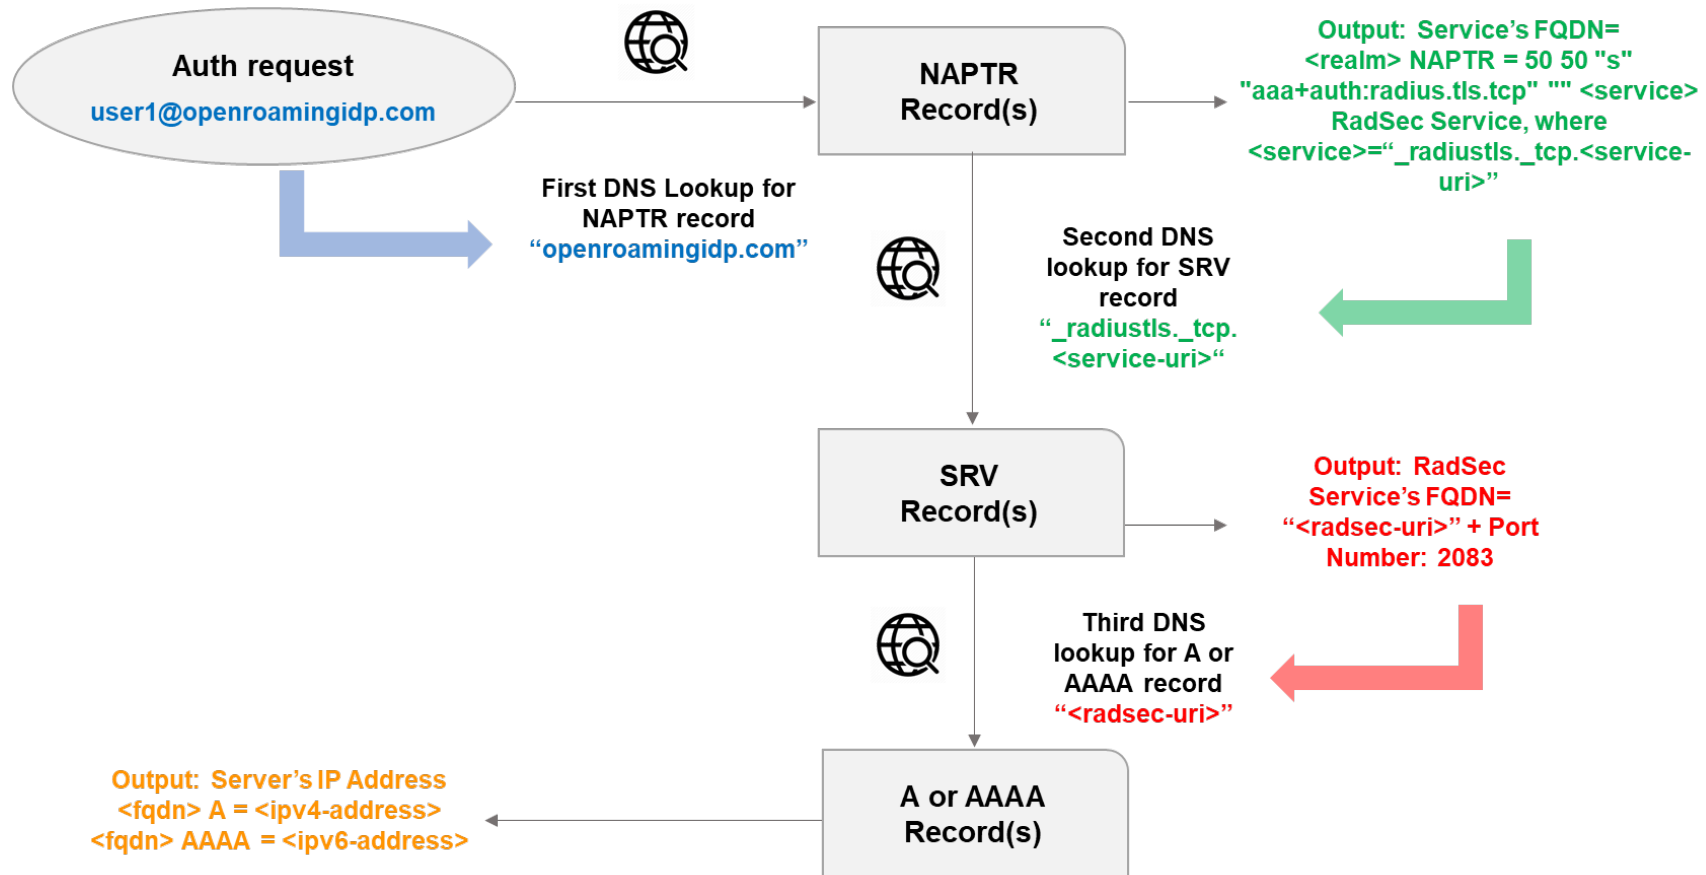 Auth request
user1@openroamingidp.com
NAPTR
Record(s)
Output: Service’s FQDN=
<realm> NAPTR = 50 50 "s"
"aaa+auth:radius.tls.tcp" "" <service>
RadSec Service, where
<service>=“_radiustls._tcp.<service-
uri>”
First DNS Lookup for
NAPTR record
“openroamingidp.com”
Second DNS
lookup for SRV
record
“_radiustls._tcp.
<service-uri>“
SRV
Record(s)
Output: RadSec
Service’s FQDN=
“<radsec-uri>” + Port
Number: 2083
Third DNS
lookup for A or
AAAA record
“<radsec-uri>”
A or AAAA
Record(s)
Output: Server’s IP Address
<fqdn> A = <ipv4-address>
<fqdn> AAAA = <ipv6-address>